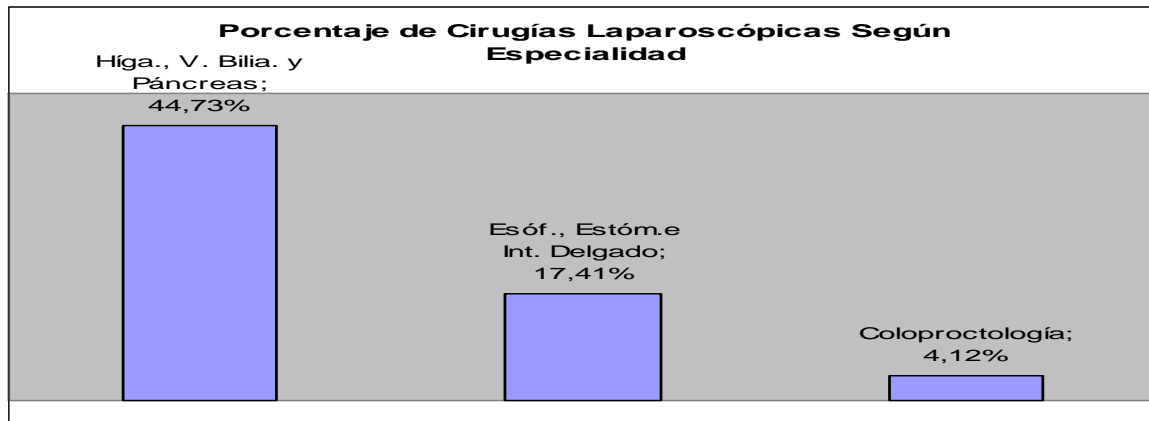 Porcentaje de Cirugías Laparoscópicas Según
Especialidad
Híga., V. Bilia. y
Páncreas;
44,73%
Esóf., Estóm.e
Int. Delgado;
17,41%
Coloproctología;
4,12%